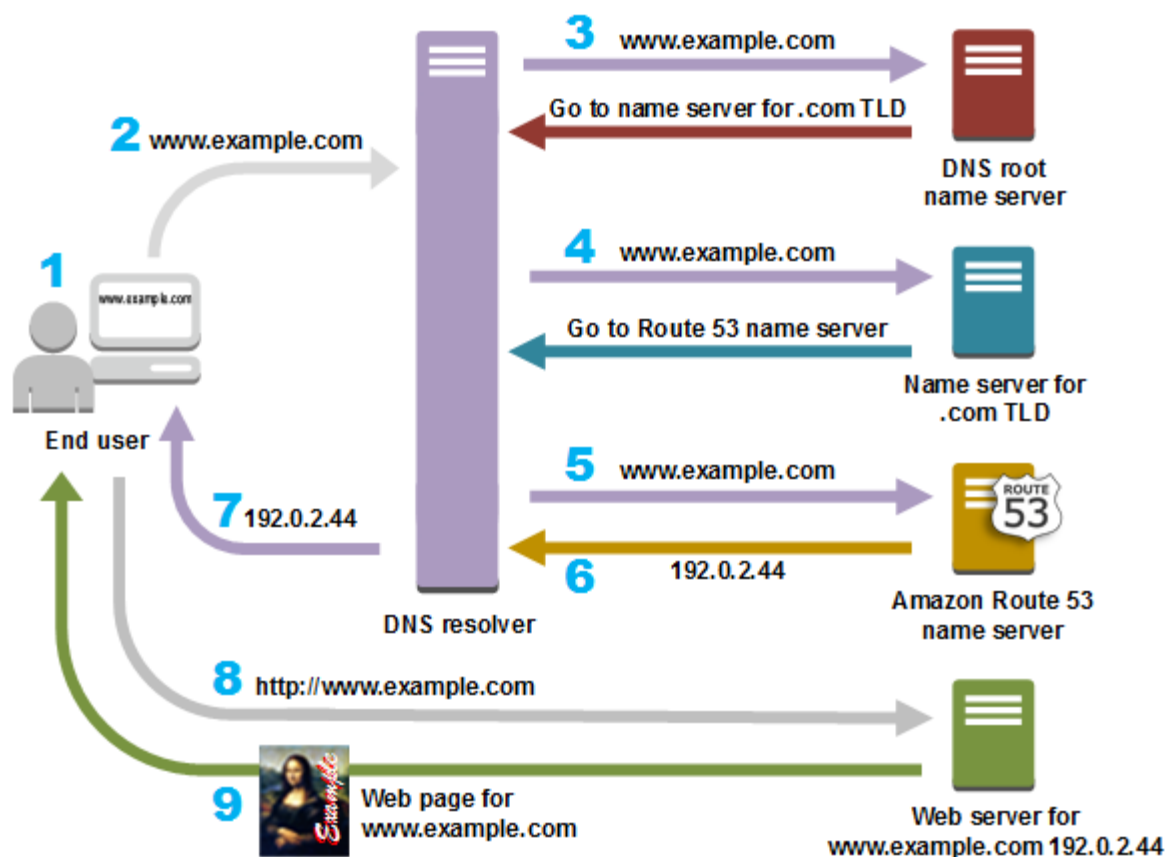 3 www.example.com
Go to name server for .com TLD
DNS root
name server
2 www.example.com
1
www.example.com
End user
4 www.example.com
Go to Route 53 name server
Name server for
.com TLD
5 www.example.com
ROUTE
53
6 192.0.2.44
Amazon Route 53
name server
7 192.0.2.44
DNS resolver
8 http://www.example.com
9
Example
Web page for
www.example.com
Web server for
www.example.com 192.0.2.44